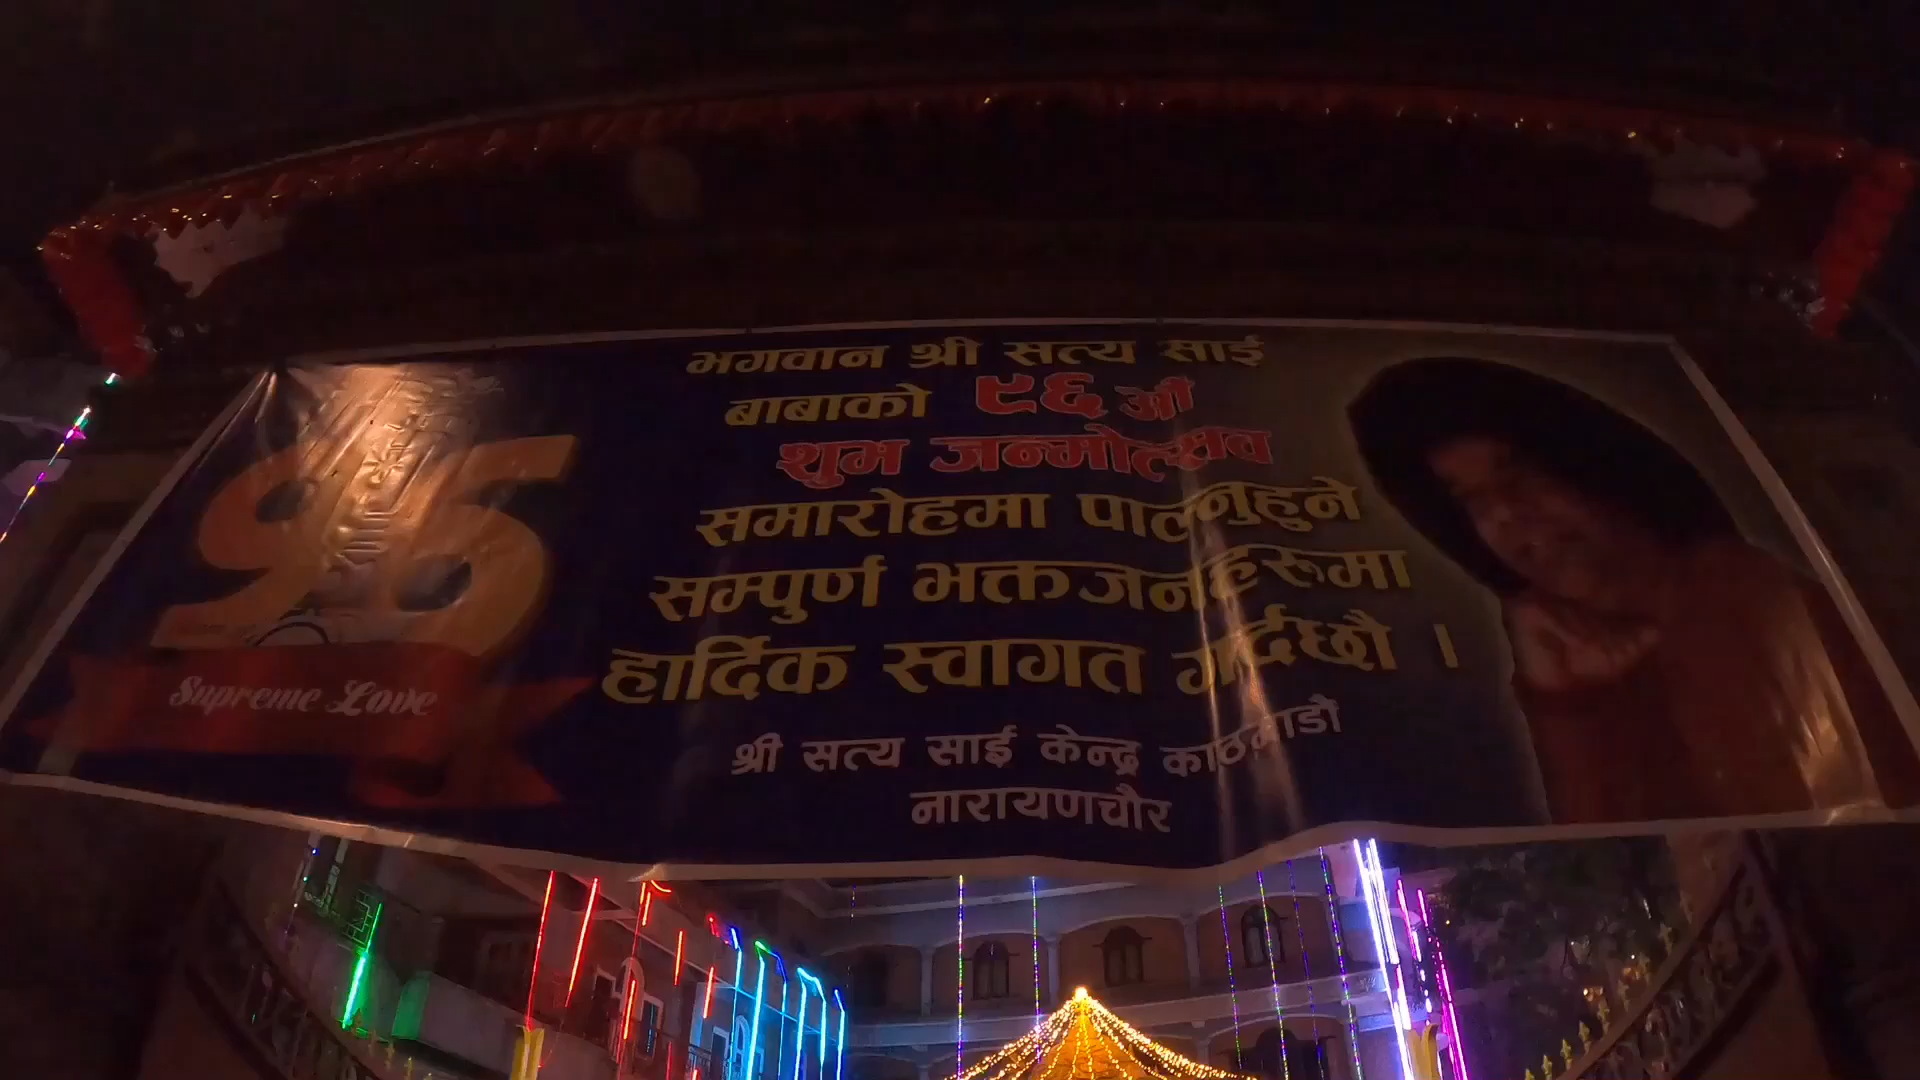 भगवान श्री सत्य साई
बाबाको ९६ औं
शुभ जन्मोत्सव
समारोहमा पाल्नुहुने
सम्पुर्ण भक्तजनहरूमा
हार्दिक स्वागत गर्दछौ ।
श्री सत्य साई केन्द्र काठमाडौं
नारायणचौर
96
Supreme Love